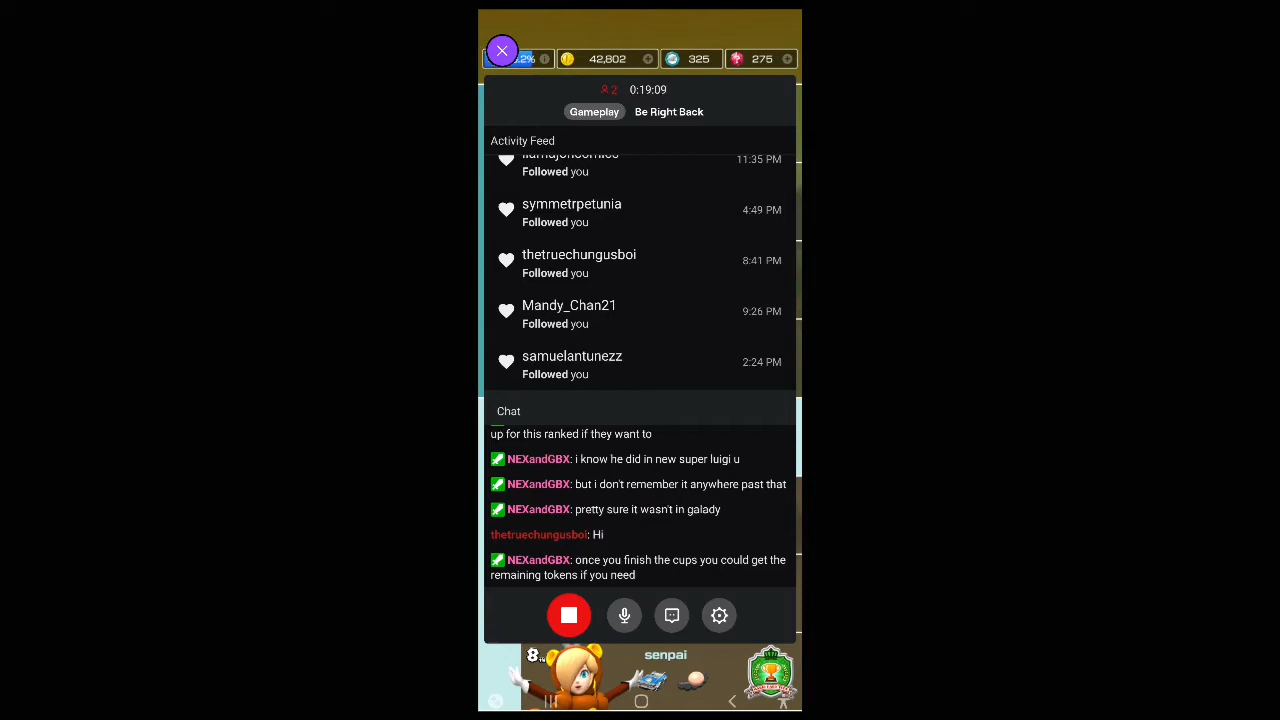 .2%
42,802
325
275
2
0:19:09
Gameplay
Be Right Back
Activity Feed
11:35 PM
Followed you
symmetrpetunia
4:49 PM
Followed you
thetruechungusboi
8:41 PM
Followed you
Mandy_Chan21
9:26 PM
Followed you
samuelantunezz
2:24 PM
Followed you
Chat
up for this ranked if they want to
NEXandGBX: i know he did in new super luigi u
NEXandGBX: but i don't remember it anywhere past that
NEXandGBX: pretty sure it wasn't in galady
thetruechungusboi: Hi
NEXandGBX: once you finish the cups you could get the
remaining tokens if you need
8th
senpai